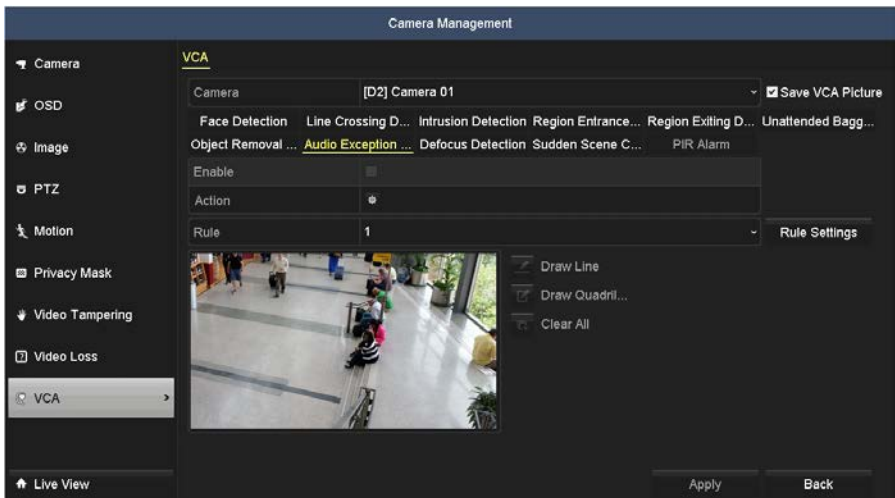 Camera Management
Camera
OSD
Image
PTZ
Motion
Privacy Mask
Video Tampering
Video Loss
VCA
Live View
VCA
Camera [D2] Camera 01 Save VCA Picture
Face Detection Line Crossing D... Intrusion Detection Region Entrance... Region Exiting D... Unattended Bagg...
Object Removal ... Audio Exception ... Defocus Detection Sudden Scene C... PIR Alarm
Enable
Action
Rule 1 Rule Settings
Draw Line
Draw Quadril...
Clear All
Apply Back